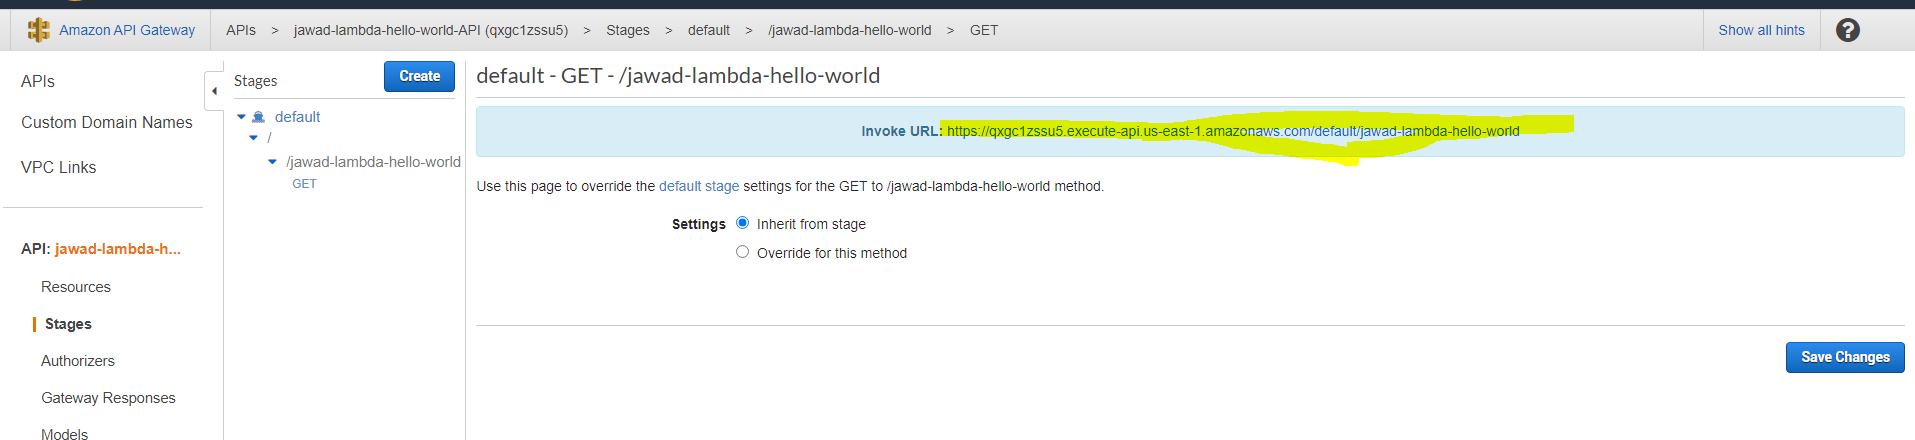 Amazon API Gateway
APIs > jawad-lambda-hello-world-API (qxgc1zssu5) > Stages > default > /jawad-lambda-hello-world > GET
Show all hints
?
APIs
Custom Domain Names
VPC Links
API: jawad-lambda-h...
Resources
Stages
Authorizers
Gateway Responses
Models
Stages
Create
default
/
/jawad-lambda-hello-world
GET
default - GET - /jawad-lambda-hello-world
Invoke URL: https://qxgc1zssu5.execute-api.us-east-1.amazonaws.com/default/jawad-lambda-hello-world
Use this page to override the default stage settings for the GET to /jawad-lambda-hello-world method.
Settings
Inherit from stage
Override for this method
Save Changes